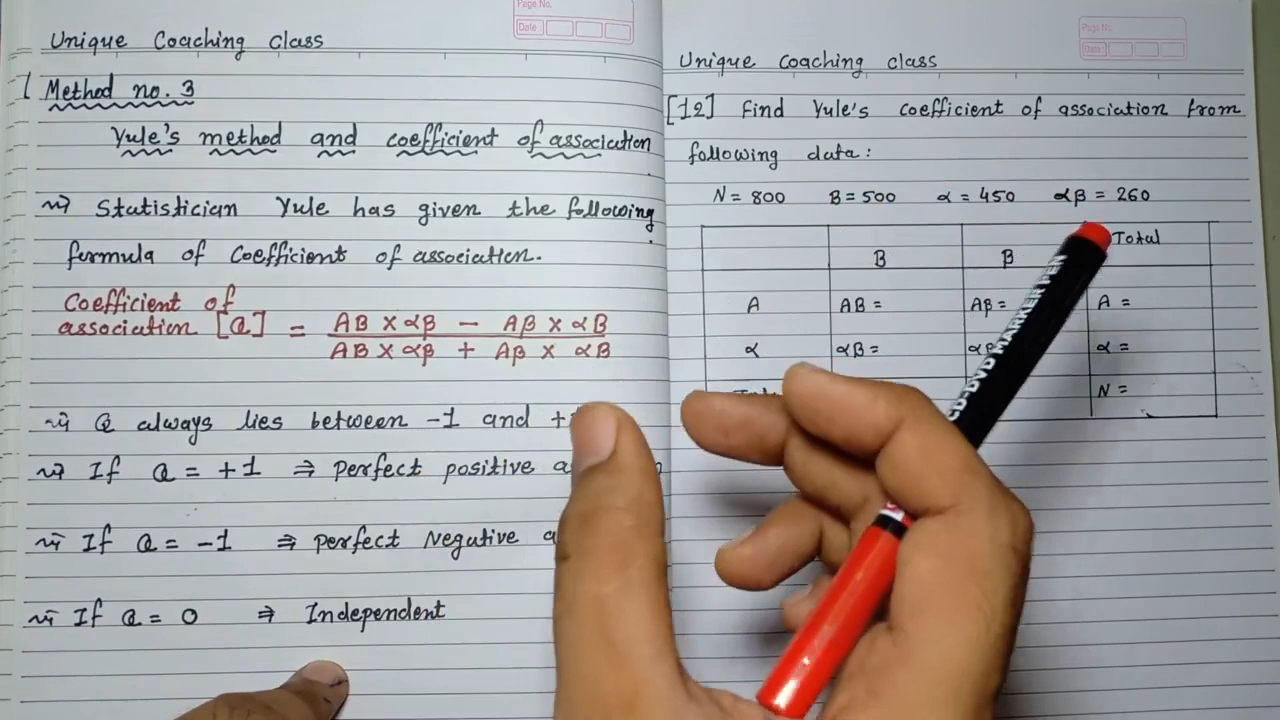 Page No.
Date :
Unique Coaching Class
Method no. 3
Yule's method and coefficient of association
⇝ Statistician Yule has given the following
formula of Coefficient of association.
Coefficient of
association [Q] = AB × αβ − Aβ × αB
AB × αβ + Aβ × αB
⇝ Q always lies between -1 and +
⇝ If Q = +1 ⇒ perfect positive
⇝ If Q = -1 ⇒ perfect Negative
⇝ If Q = 0 ⇒ Independent
Page No.
Date :
Unique Coaching class
[12] Find Yule's coefficient of association from
following data :
N = 800 B = 500 α = 450 αβ = 260
B β Total
A AB = Aβ = A =
α αB = α =
N =
CD-DVD MARKER PEN